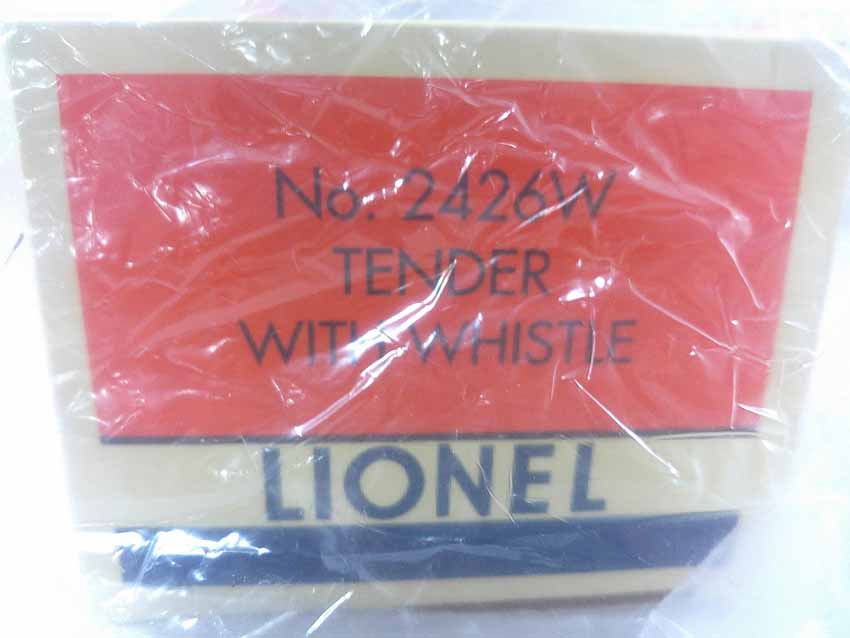 No. 2426W
TENDER
WITH WHISTLE
LIONEL